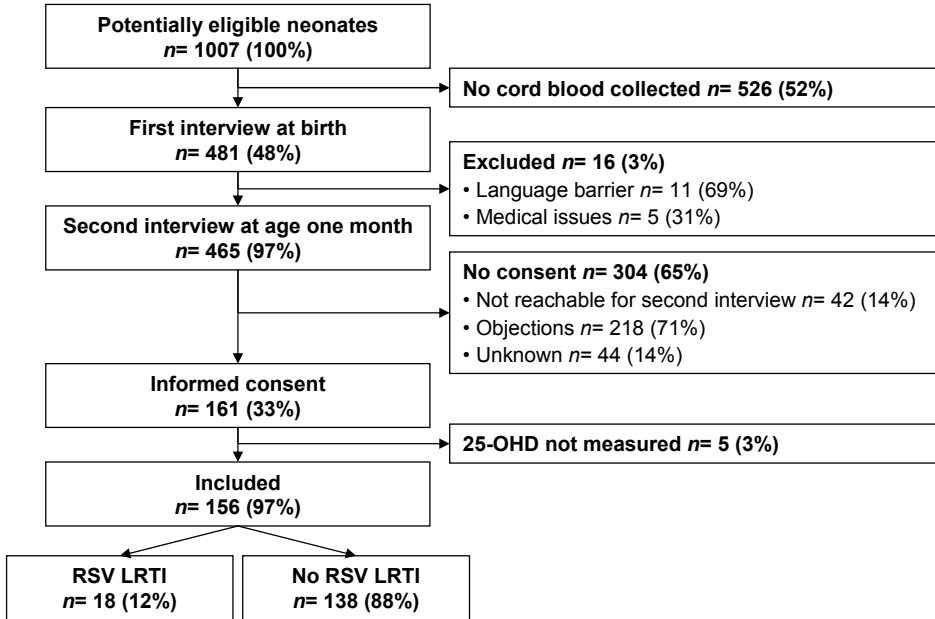 Potentially eligible neonates
n= 1007 (100%)
No cord blood collected n= 526 (52%)
First interview at birth
n= 481 (48%)
Excluded n= 16 (3%)
• Language barrier n= 11 (69%)
• Medical issues n= 5 (31%)
Second interview at age one month
n= 465 (97%)
No consent n= 304 (65%)
• Not reachable for second interview n= 42 (14%)
• Objections n= 218 (71%)
• Unknown n= 44 (14%)
Informed consent
n= 161 (33%)
25-OHD not measured n= 5 (3%)
Included
n= 156 (97%)
RSV LRTI
n= 18 (12%)
No RSV LRTI
n= 138 (88%)